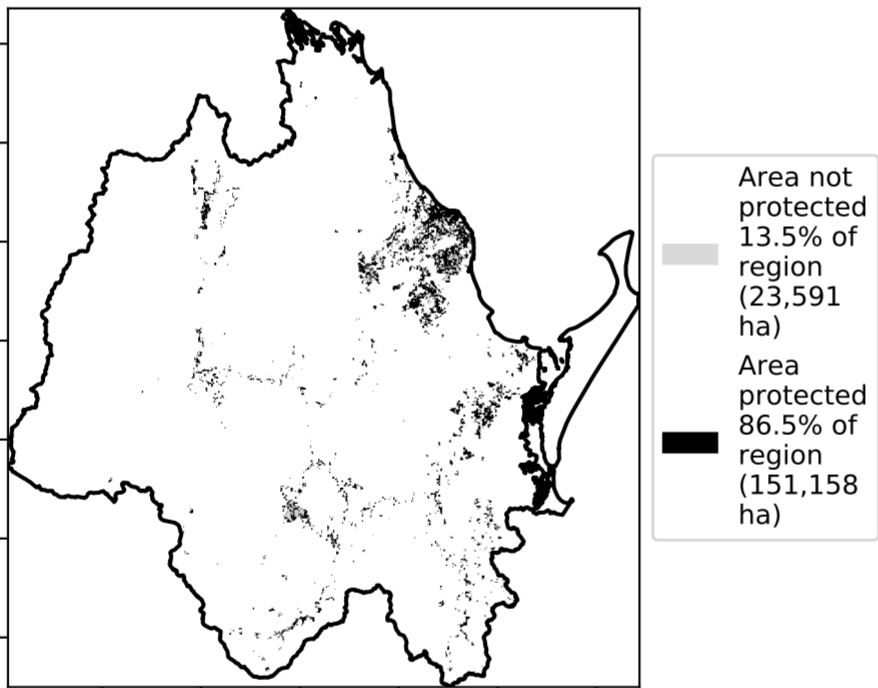 Area not
protected
13.5% of
region
(23,591
ha)
Area
protected
86.5% of
region
(151,158
ha)